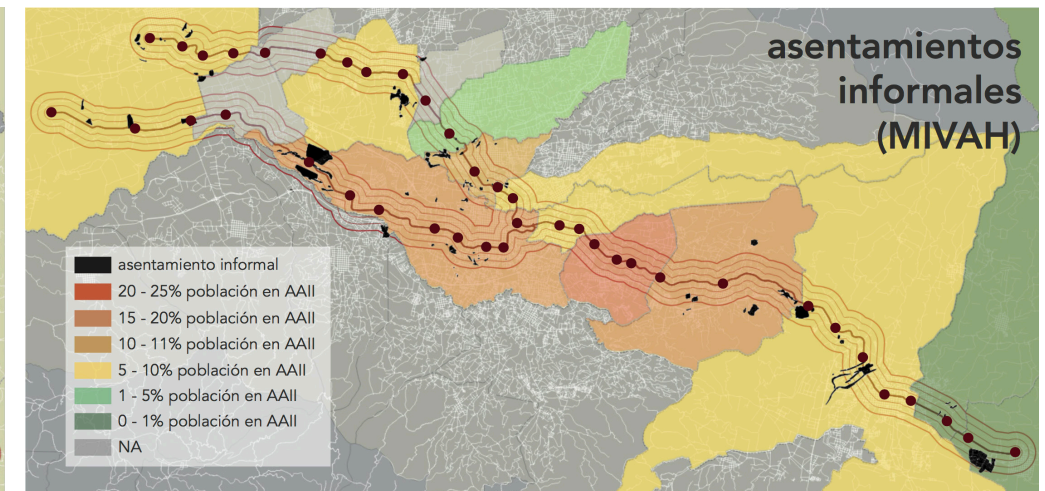 asentamientos
informales
(MIVAH)
asentamiento informal
20 - 25% población en AAII
15 - 20% población en AAII
10 - 11% población en AAII
5 - 10% población en AAII
1 - 5% población en AAII
0 - 1% población en AAII
NA